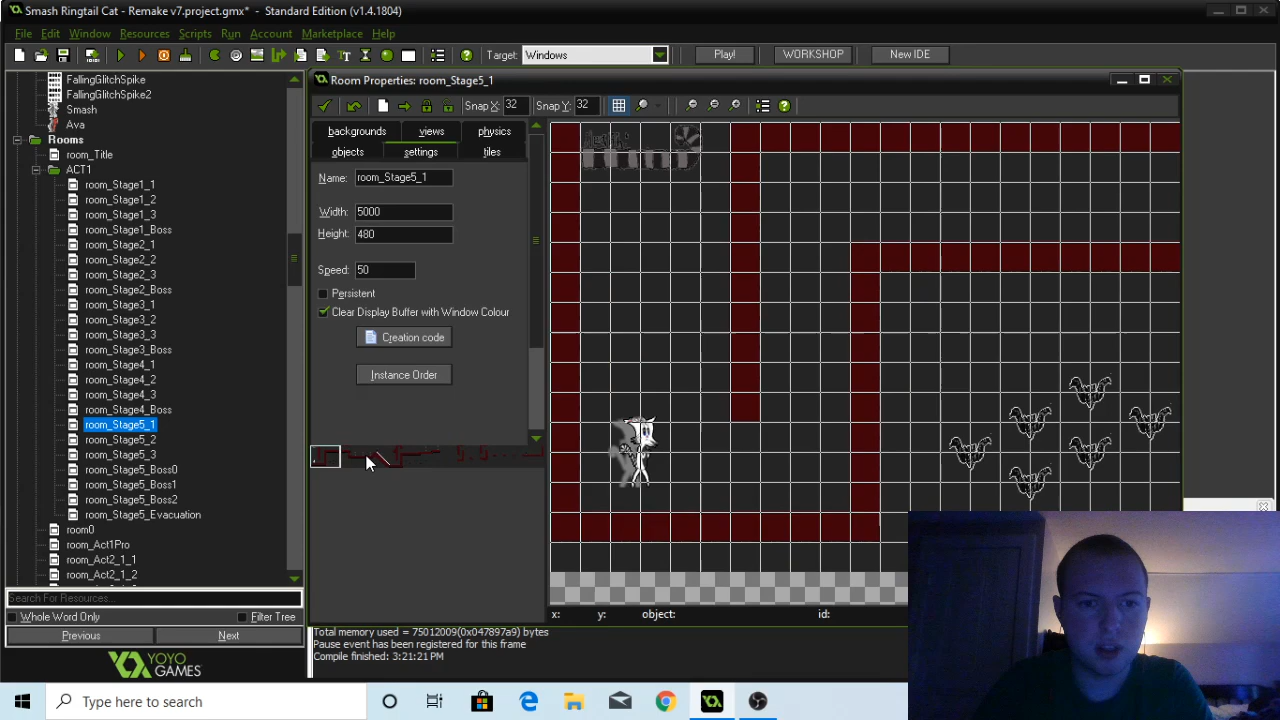 Smash Ringtail Cat - Remake v7.project.gmx* - Standard Edition (v1.4.1804)
File Edit Window Resources Scripts Run Account Marketplace Help
Target: Windows Play! WORKSHOP New IDE
FallingGlitchSpike
FallingGlitchSpike2
Smash
Ava
Rooms
room_Title
ACT1
room_Stage1_1
room_Stage1_2
room_Stage1_3
room_Stage1_Boss
room_Stage2_1
room_Stage2_2
room_Stage2_3
room_Stage2_Boss
room_Stage3_1
room_Stage3_2
room_Stage3_3
room_Stage3_Boss
room_Stage4_1
room_Stage4_2
room_Stage4_3
room_Stage4_Boss
room_Stage5_1
room_Stage5_2
room_Stage5_3
room_Stage5_Boss0
room_Stage5_Boss1
room_Stage5_Boss2
room_Stage5_Evacuation
room0
room_Act1Pro
room_Act2_1_1
room_Act2_1_2
Search For Resources...
Whole Word Only Filter Tree
Previous Next
YOYO
GAMES
Room Properties: room_Stage5_1
Snap X: 32 Snap Y: 32
backgrounds views physics
objects settings tiles
Name: room_Stage5_1
Width: 5000
Height: 480
Speed: 50
Persistent
Clear Display Buffer with Window Colour
Creation code
Instance Order
x: y: object: id:
Total memory used = 75012009(0x047897a9) bytes
Pause event has been registered for this frame
Compile finished: 3:21:21 PM
Type here to search